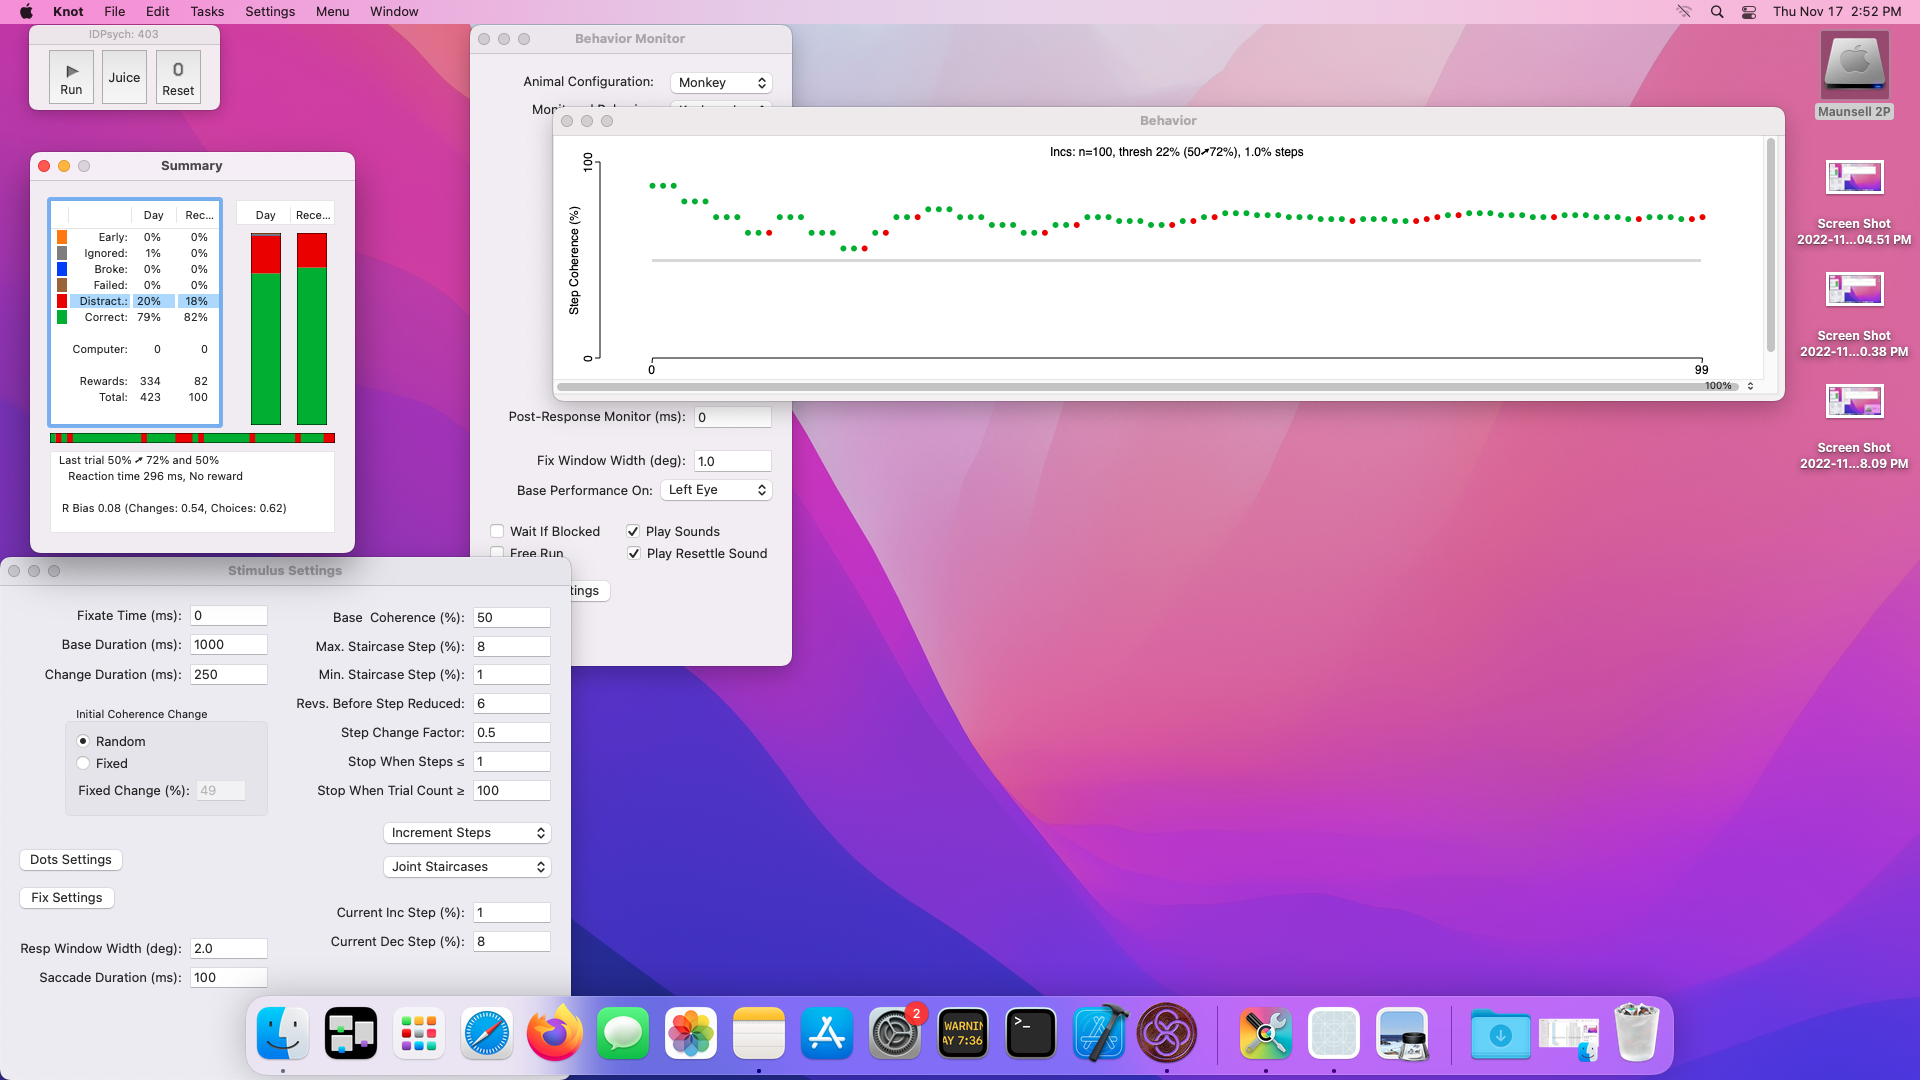 Knot File Edit Tasks Settings Menu Window Thu Nov 17 2:52 PM
IDPsych: 403
Run
Juice
0
Reset
Summary
Day Rec... Day Rece...
Early: 0% 0%
Ignored: 1% 0%
Broke: 0% 0%
Failed: 0% 0%
Distract.: 20% 18%
Correct: 79% 82%
Computer: 0 0
Rewards: 334 82
Total: 423 100
Last trial 50% ➚ 72% and 50%
Reaction time 296 ms, No reward
R Bias 0.08 (Changes: 0.54, Choices: 0.62)
Behavior Monitor
Animal Configuration: Monkey
Behavior
Incs: n=100, thresh 22% (50➚72%), 1.0% steps
100
Step Coherence (%)
0
0 99
100%
Post-Response Monitor (ms): 0
Fix Window Width (deg): 1.0
Base Performance On: Left Eye
Wait If Blocked Play Sounds
Free Run Play Resettle Sound
tings
Stimulus Settings
Fixate Time (ms): 0
Base Duration (ms): 1000
Change Duration (ms): 250
Initial Coherence Change
Random
Fixed
Fixed Change (%): 49
Dots Settings
Fix Settings
Resp Window Width (deg): 2.0
Saccade Duration (ms): 100
Base Coherence (%): 50
Max. Staircase Step (%): 8
Min. Staircase Step (%): 1
Revs. Before Step Reduced: 6
Step Change Factor: 0.5
Stop When Steps ≤ 1
Stop When Trial Count ≥ 100
Increment Steps
Joint Staircases
Current Inc Step (%): 1
Current Dec Step (%): 8
Maunsell 2P
Screen Shot
2022-11...04.51 PM
Screen Shot
2022-11...0.38 PM
Screen Shot
2022-11...8.09 PM
2
WARNIN
AY 7:36
>_